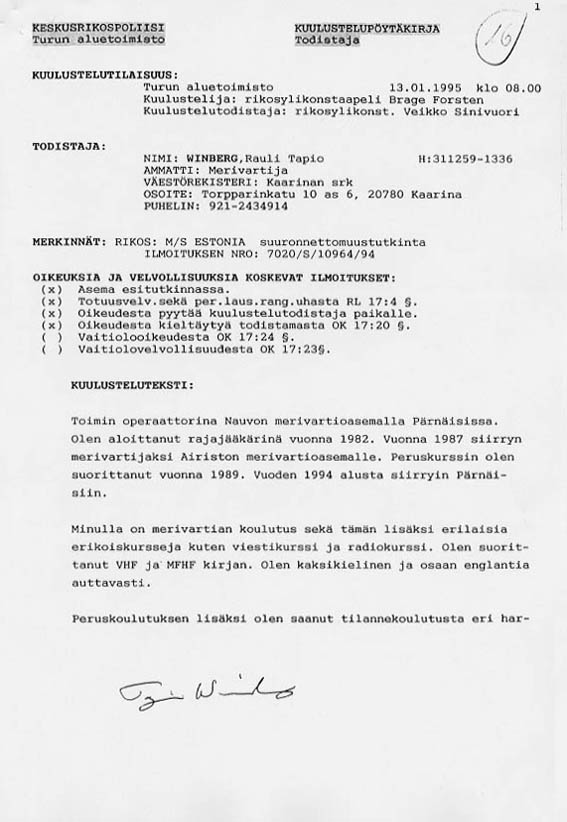 1
KESKUSRIKOSPOLIISI KUULUSTELUPÖYTÄKIRJA
Turun aluetoimisto Todistaja
16
KUULUSTELUTILAISUUS:
Turun aluetoimisto 13.01.1995 klo 08.00
Kuulustelija: rikosylikonstaapeli Brage Forsten
Kuulustelutodistaja: rikosylikonst. Veikko Sinivuori
TODISTAJA:
NIMI: WINBERG,Rauli Tapio H:311259-1336
AMMATTI: Merivartija
VÄESTÖREKISTERI: Kaarinan srk
OSOITE: Torpparinkatu 10 as 6, 20780 Kaarina
PUHELIN: 921-2434914
MERKINNÄT: RIKOS: M/S ESTONIA suuronnettomuustutkinta
ILMOITUKSEN NRO: 7020/S/10964/94
OIKEUKSIA JA VELVOLLISUUKSIA KOSKEVAT ILMOITUKSET:
(x) Asema esitutkinnassa.
(x) Totuusvelv.sekä per.laus.rang.uhasta RL 17:4 §.
(x) Oikeudesta pyytää kuulustelutodistaja paikalle.
(x) Oikeudesta kieltäytyä todistamasta OK 17:20 §.
( ) Vaitiolooikeudesta OK 17:24 §.
( ) Vaitiolovelvollisuudesta OK 17:23§.
KUULUSTELUTEKSTI:
Toimin operaattorina Nauvon merivartioasemalla Pärnäisissa.
Olen aloittanut rajajääkärinä vuonna 1982. Vuonna 1987 siirryn
merivartijaksi Airiston merivartioasemalle. Peruskurssin olen
suorittanut vuonna 1989. Vuoden 1994 alusta siirryin Pärnäi-
siin.
Minulla on merivartian koulutus sekä tämän lisäksi erilaisia
erikoiskursseja kuten viestikurssi ja radiokurssi. Olen suorit-
tanut VHF ja MFHF kirjan. Olen kaksikielinen ja osaan englantia
auttavasti.
Peruskoulutuksen lisäksi olen saanut tilannekoulutusta eri har-